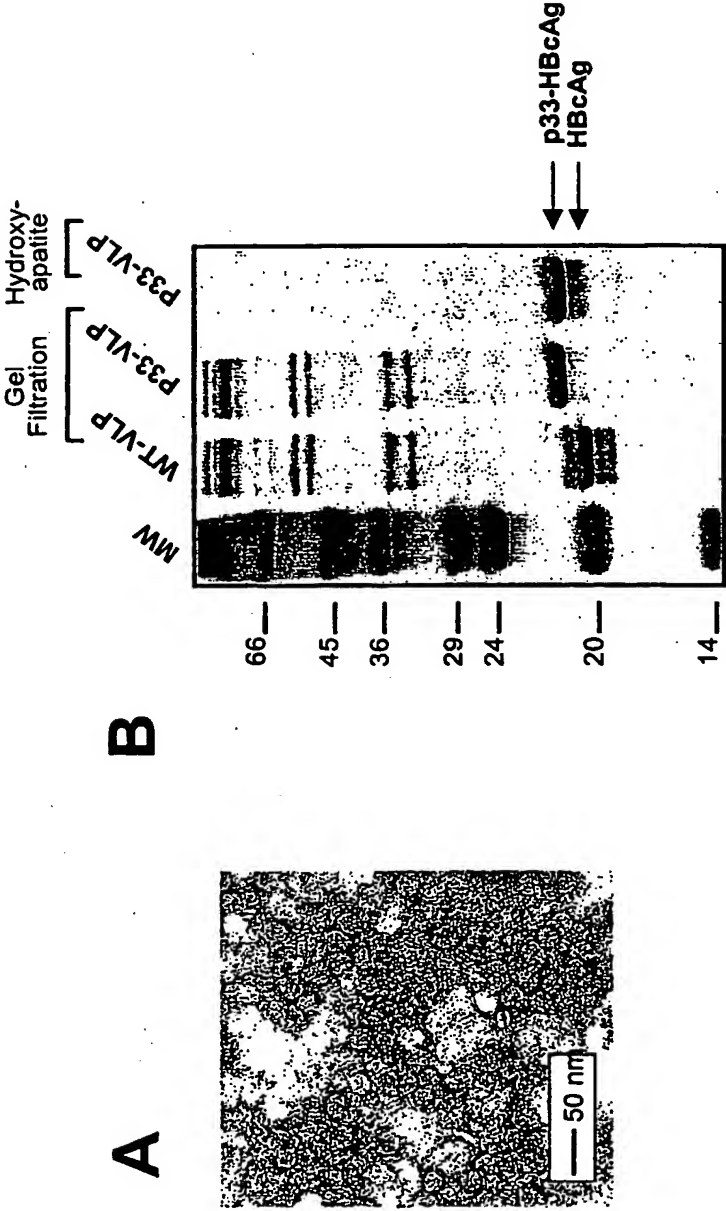 A
50 nm
B
Gel
Filtration
Hydroxy-
apatite
MW
WT-VLP
P33-VLP
P33-VLP
66
45
36
29
24
20
14
p33-HBcAg
HBcAg